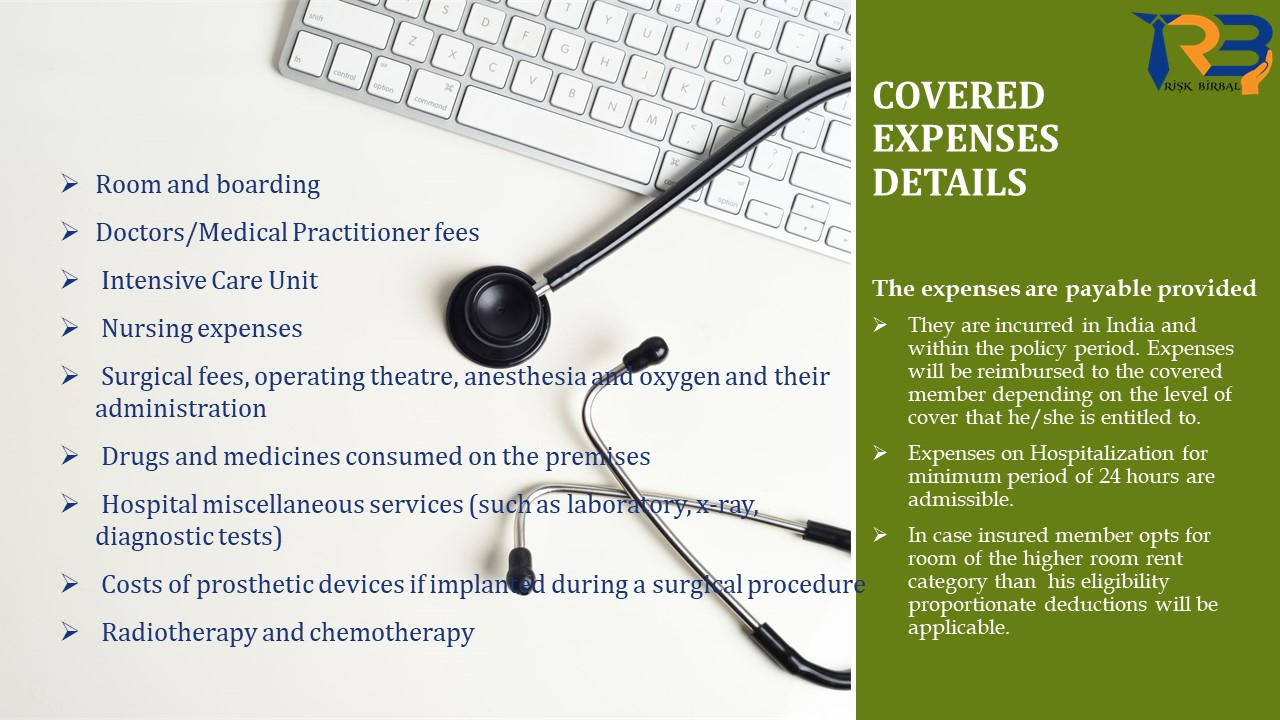 RISK BIRBAL
COVERED
EXPENSES
DETAILS
➢ Room and boarding
➢ Doctors/Medical Practitioner fees
➢ Intensive Care Unit
➢ Nursing expenses
➢ Surgical fees, operating theatre, anesthesia and oxygen and their
administration
➢ Drugs and medicines consumed on the premises
➢ Hospital miscellaneous services (such as laboratory, x-ray,
diagnostic tests)
➢ Costs of prosthetic devices if implanted during a surgical procedure
➢ Radiotherapy and chemotherapy
The expenses are payable provided
➢ They are incurred in India and
within the policy period. Expenses
will be reimbursed to the covered
member depending on the level of
cover that he/she is entitled to.
➢ Expenses on Hospitalization for
minimum period of 24 hours are
admissible.
➢ In case insured member opts for
room of the higher room rent
category than his eligibility
proportionate deductions will be
applicable.
shift
S D F G H J K L
Z X C V B N M
fn control option command
option